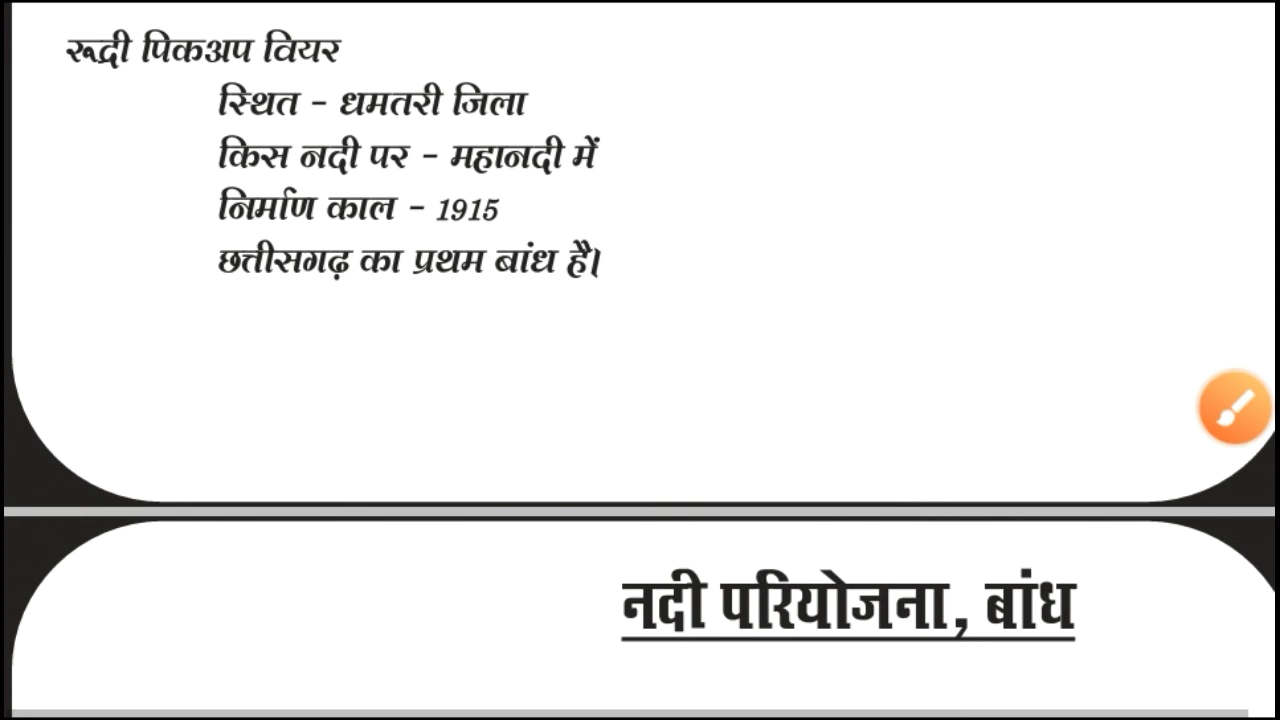 रूद्री पिकअप वियर
स्थित - धमतरी जिला
किस नदी पर - महानदी में
निर्माण काल - 1915
छत्तीसगढ़ का प्रथम बांध है।
नदी परियोजना, बांध